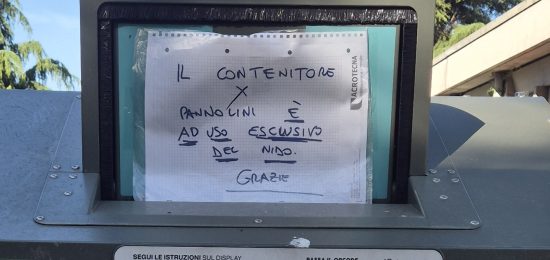 IL CONTENITORE
X
PANNOLINI È
AD USO ESCLUSIVO
DEL NIDO.
GRAZIE
ACROTECNA
SEGUI LE ISTRUZIONI SUL DISPLAY